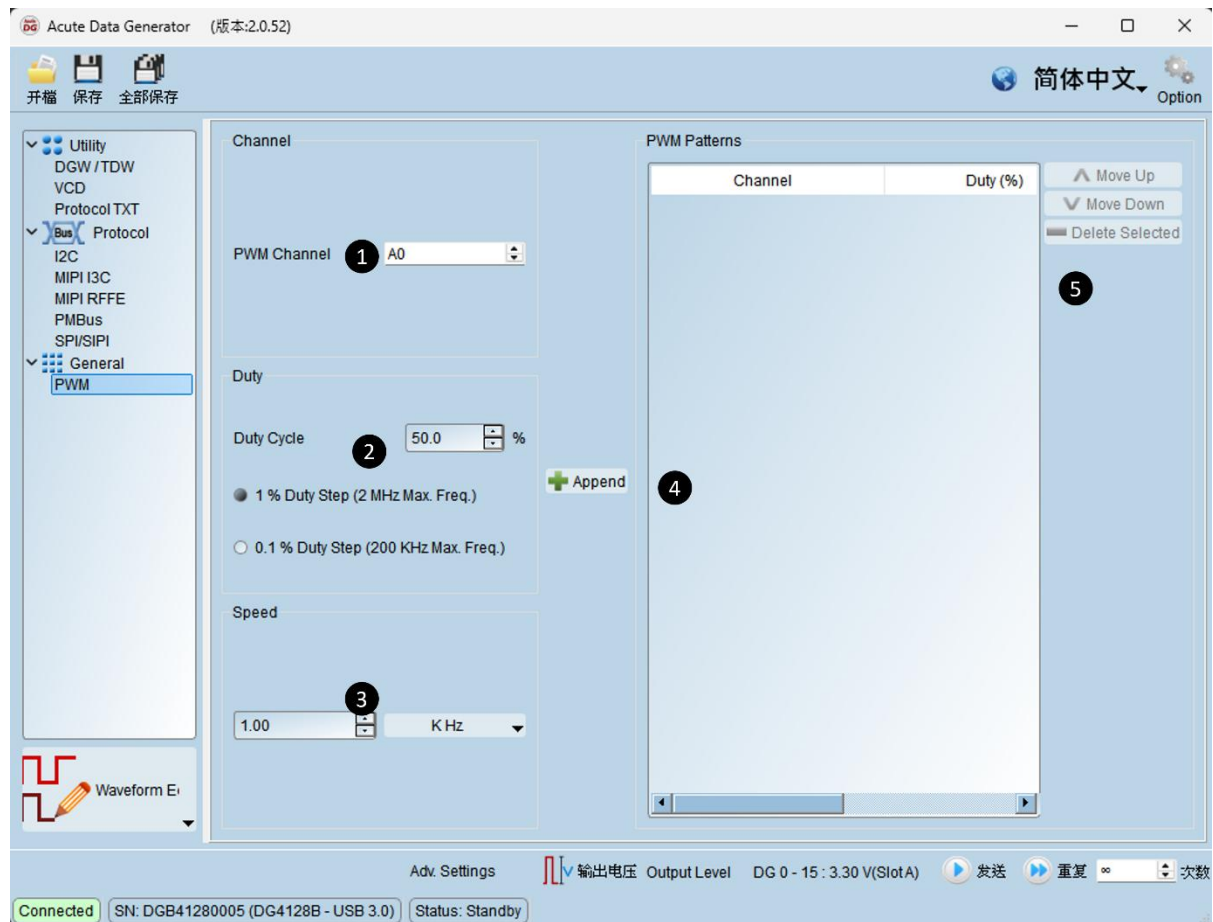 Acute Data Generator (版本:2.0.52)
开檔 保存 全部保存
简体中文
Option
Utility
DGW / TDW
VCD
Protocol TXT
Bus Protocol
I2C
MIPI I3C
MIPI RFFE
PMBus
SPI/SIPI
General
PWM
Waveform E
Channel
PWM Channel 1 A0
Duty
Duty Cycle 2 50.0 %
1 % Duty Step (2 MHz Max. Freq.)
0.1 % Duty Step (200 KHz Max. Freq.)
Speed
3
1.00 K Hz
Append
4
PWM Patterns
Channel Duty (%)
Move Up
Move Down
Delete Selected
5
Adv. Settings 输出电压 Output Level DG 0 - 15 : 3.30 V(Slot A) 发送 重复 ∞ 次数
Connected SN: DGB41280005 (DG4128B - USB 3.0) Status: Standby